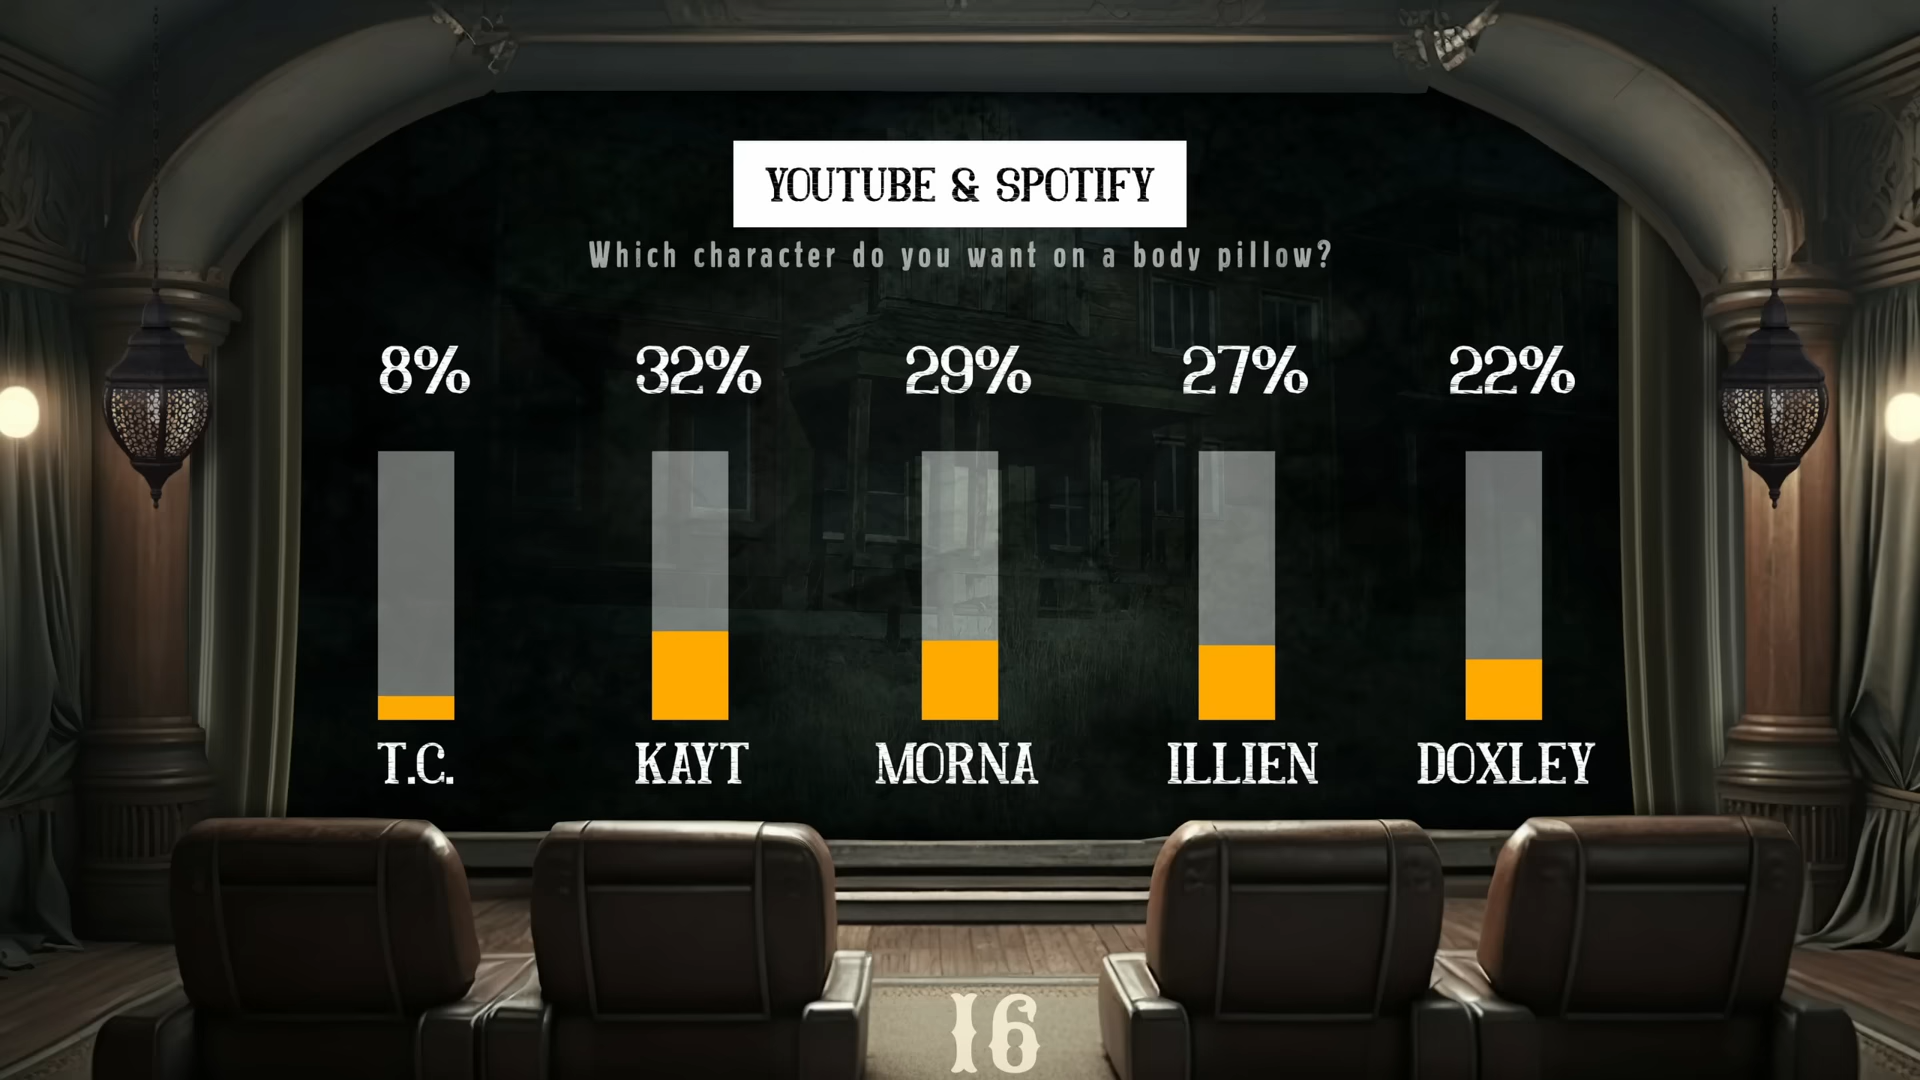 YOUTUBE & SPOTIFY
Which character do you want on a body pillow?
8% 32% 29% 27% 22%
T.C. KAYT MORNA ILLIEN DOXLEY
16